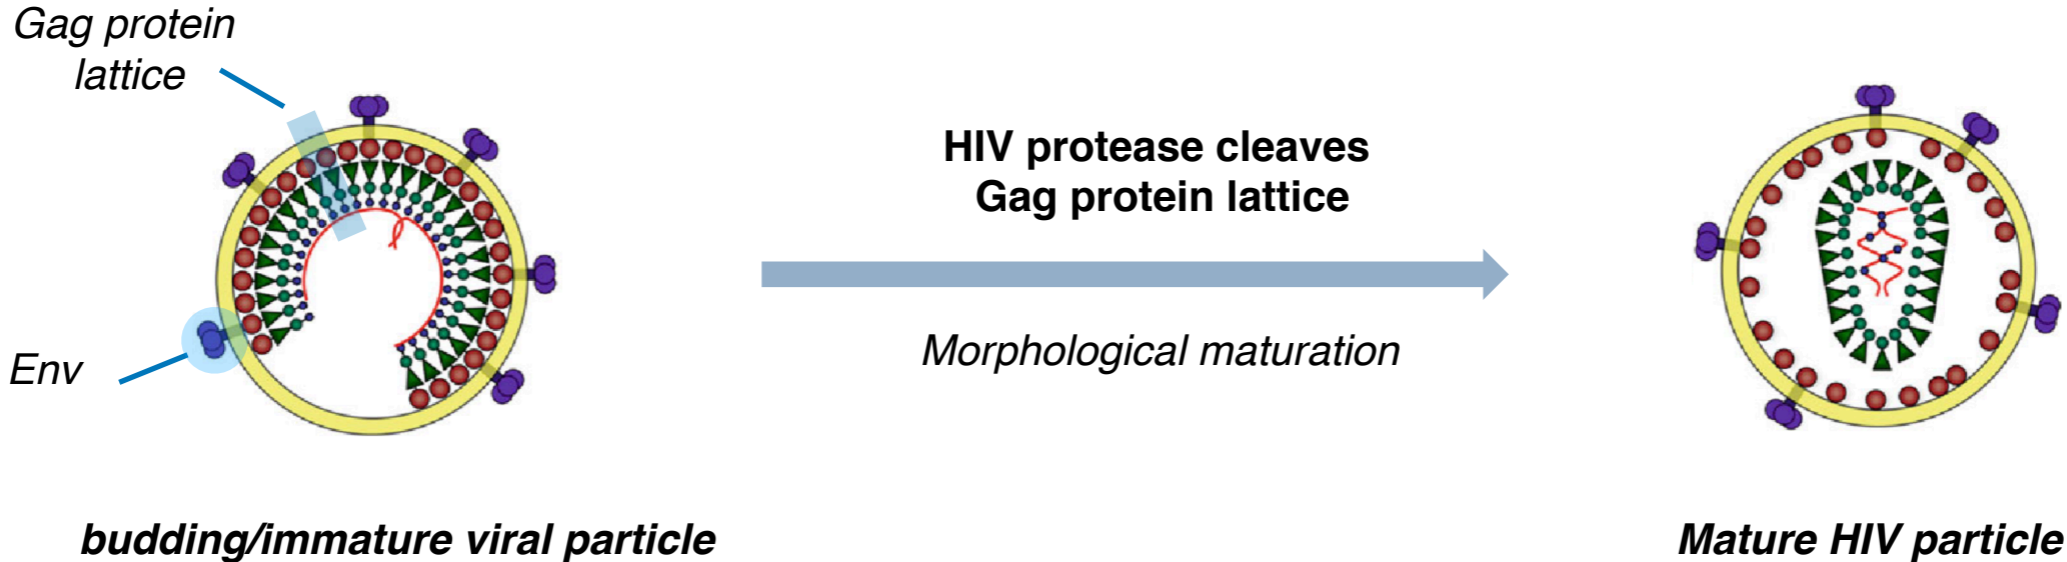 Gag protein
lattice
HIV protease cleaves
Gag protein lattice
Morphological maturation
Env
budding/immature viral particle
Mature HIV particle